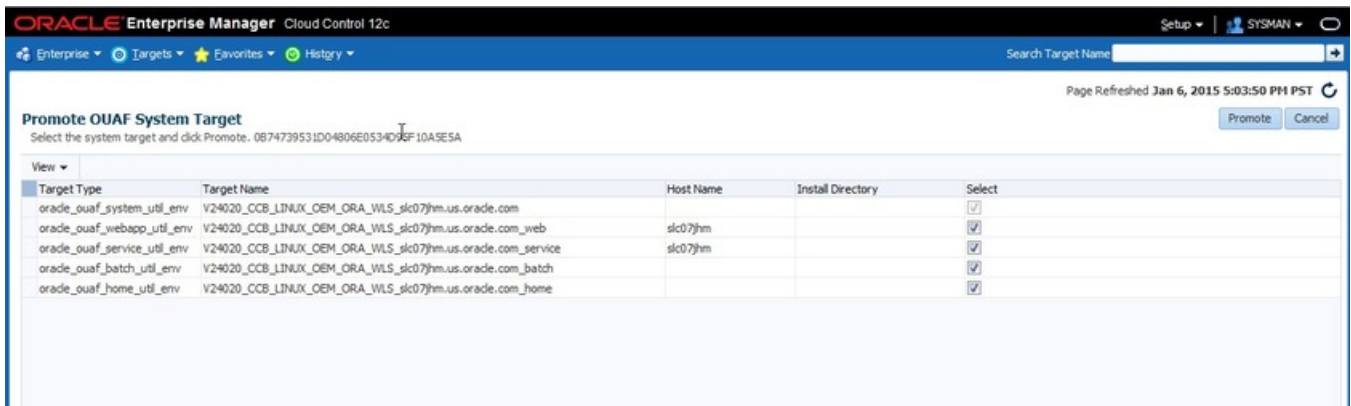 ORACLE Enterprise Manager Cloud Control 12c Setup SYSMAN
Enterprise Targets Favorites History Search Target Name
Page Refreshed Jan 6, 2015 5:03:50 PM PST
Promote OUAF System Target Promote Cancel
Select the system target and click Promote.
View
Target Type Target Name Host Name Install Directory Select
orade_ouaf_system_util_env V24020_CCB_LINUX_OEM_ORA_WLS_slc07jhm.us.oracle.com
oracle_ouaf_webapp_util_env V24020_CCB_LINUX_OEM_ORA_WLS_slc07jhm.us.oracle.com_web slc07jhm
oracle_ouaf_service_util_env V24020_CCB_LINUX_OEM_ORA_WLS_slc07jhm.us.oracle.com_service slc07jhm
oracle_ouaf_batch_util_env V24020_CCB_LINUX_OEM_ORA_WLS_slc07jhm.us.oracle.com_batch
oracle_ouaf_home_util_env V24020_CCB_LINUX_OEM_ORA_WLS_slc07jhm.us.oracle.com_home